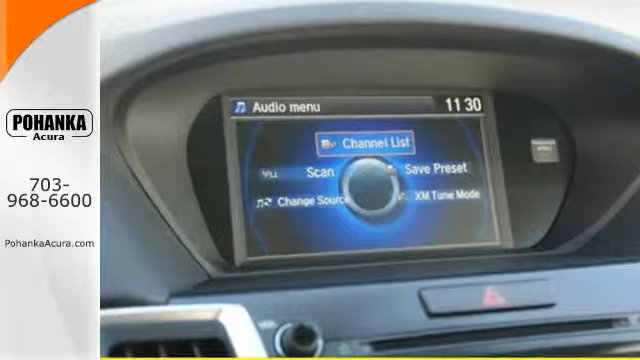 POHANKA
Acura
703-
968-6600
PohankaAcura.com
Audio menu
11 30
Channel List
Scan
Save Preset
Change Source
XM Tune Mode